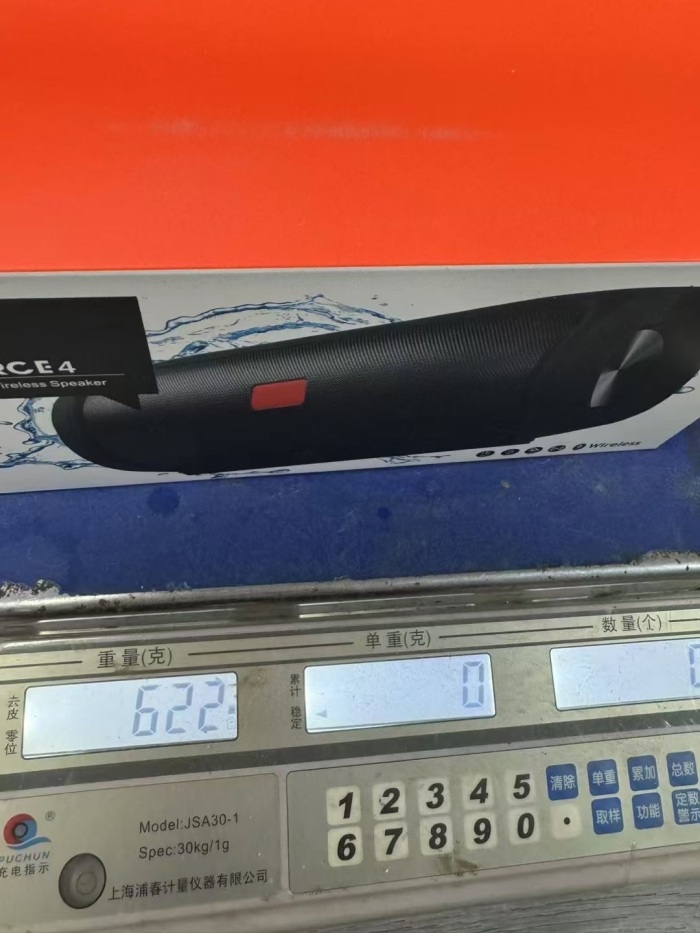 RCE4
ireless Speaker
Wireless
重量(克)
单重(克)
数量(个)
去皮
零位
622
累计
稳定
0
0
1 2 3 4 5 清除 单重 累加 总数
6 7 8 9 0 · 取样 功能 定数警示
®
PUCHUN
充电指示
Model:JSA30-1
Spec:30kg/1g
上海浦春计量仪器有限公司